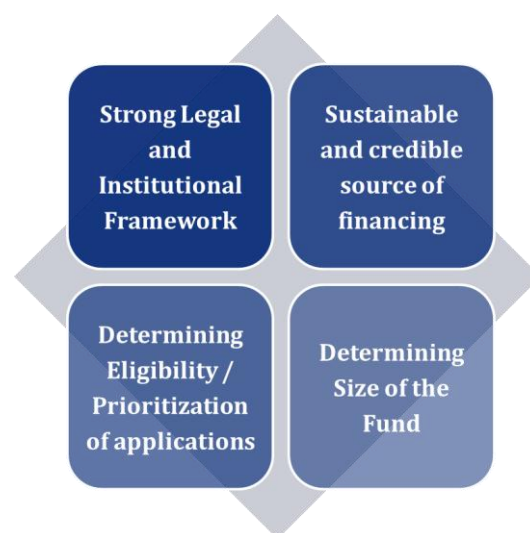 Strong Legal
and
Institutional
Framework
Sustainable
and credible
source of
financing
Determining
Eligibility /
Prioritization
of applications
Determining
Size of the
Fund